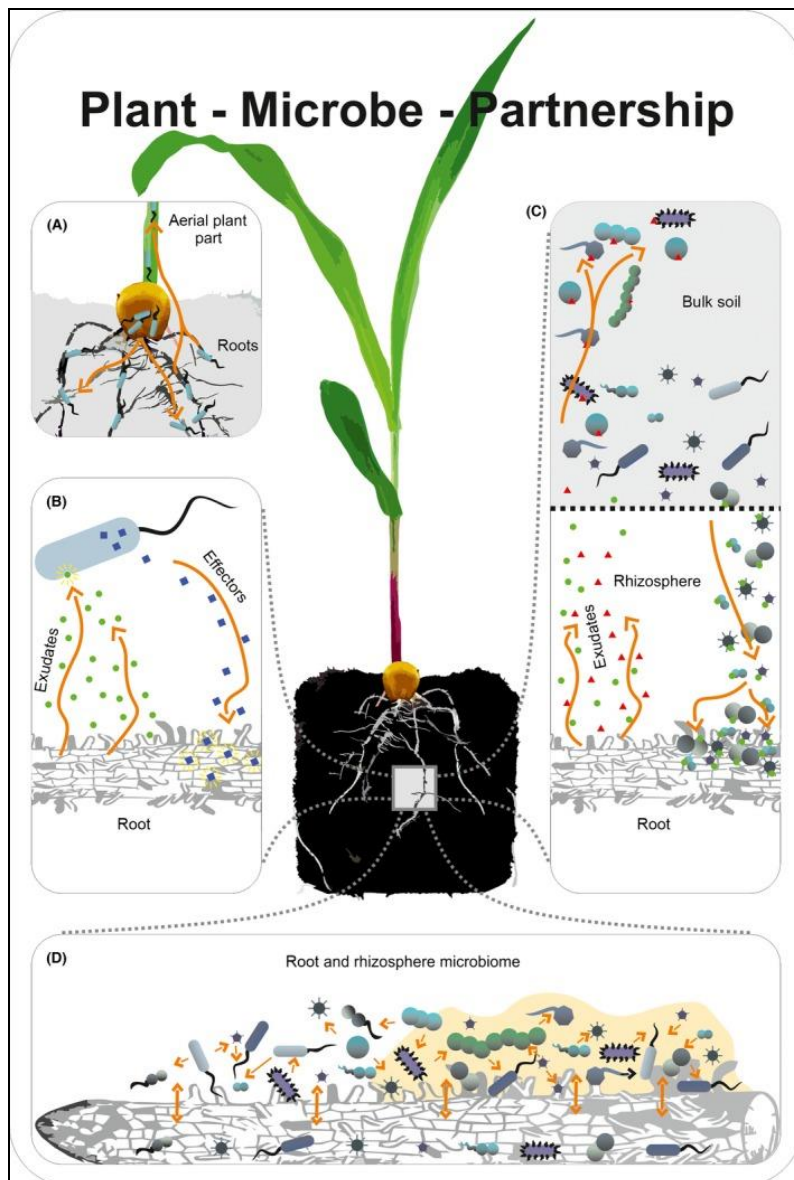 Plant - Microbe - Partnership
(A)
Aerial plant
part
Roots
(B)
Exudates
Effectors
Root
(C)
Bulk soil
Rhizosphere
Exudates
Root
(D)
Root and rhizosphere microbiome